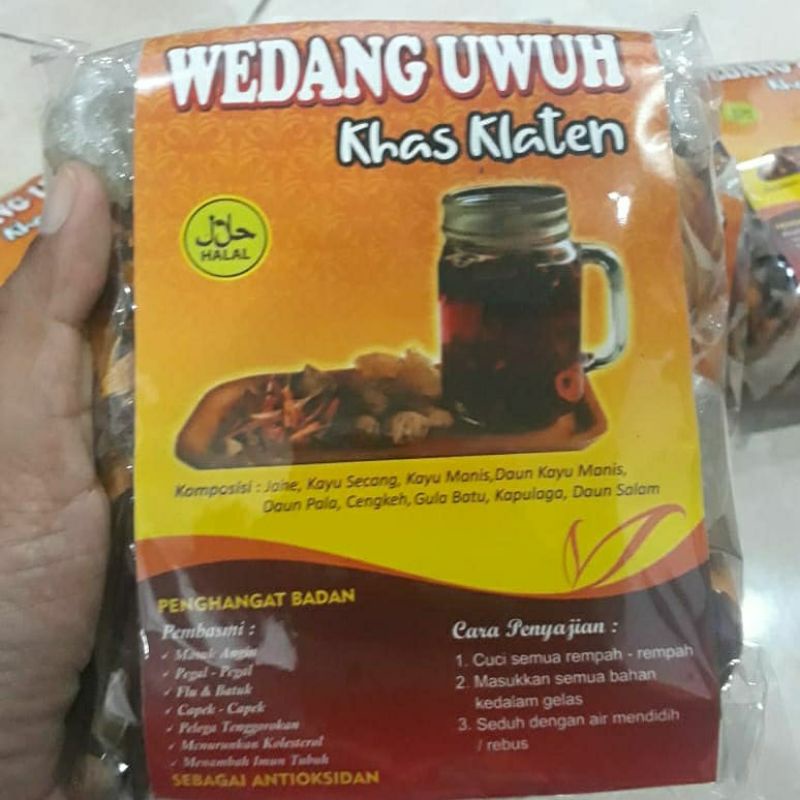 WEDANG UWUH
Khas Klaten
حلال
HALAL
Komposisi : Jahe, Kayu Secang, Kayu Manis,Daun Kayu Manis,
Daun Pala, Cengkeh, Gula Batu, Kapulaga, Daun Salam
PENGHANGAT BADAN
Pembasmi :
✓ Masuk Angin
✓ Pegal - Pegal
✓ Flu & Batuk
✓ Capek - Capek
✓ Pelega Tenggorokan
✓ Menurunkan Kolesterol
✓ Menambah Imun Tubuh
SEBAGAI ANTIOKSIDAN
Cara Penyajian :
1. Cuci semua rempah - rempah
2. Masukkan semua bahan
kedalam gelas
3. Seduh dengan air mendidih
/ rebus